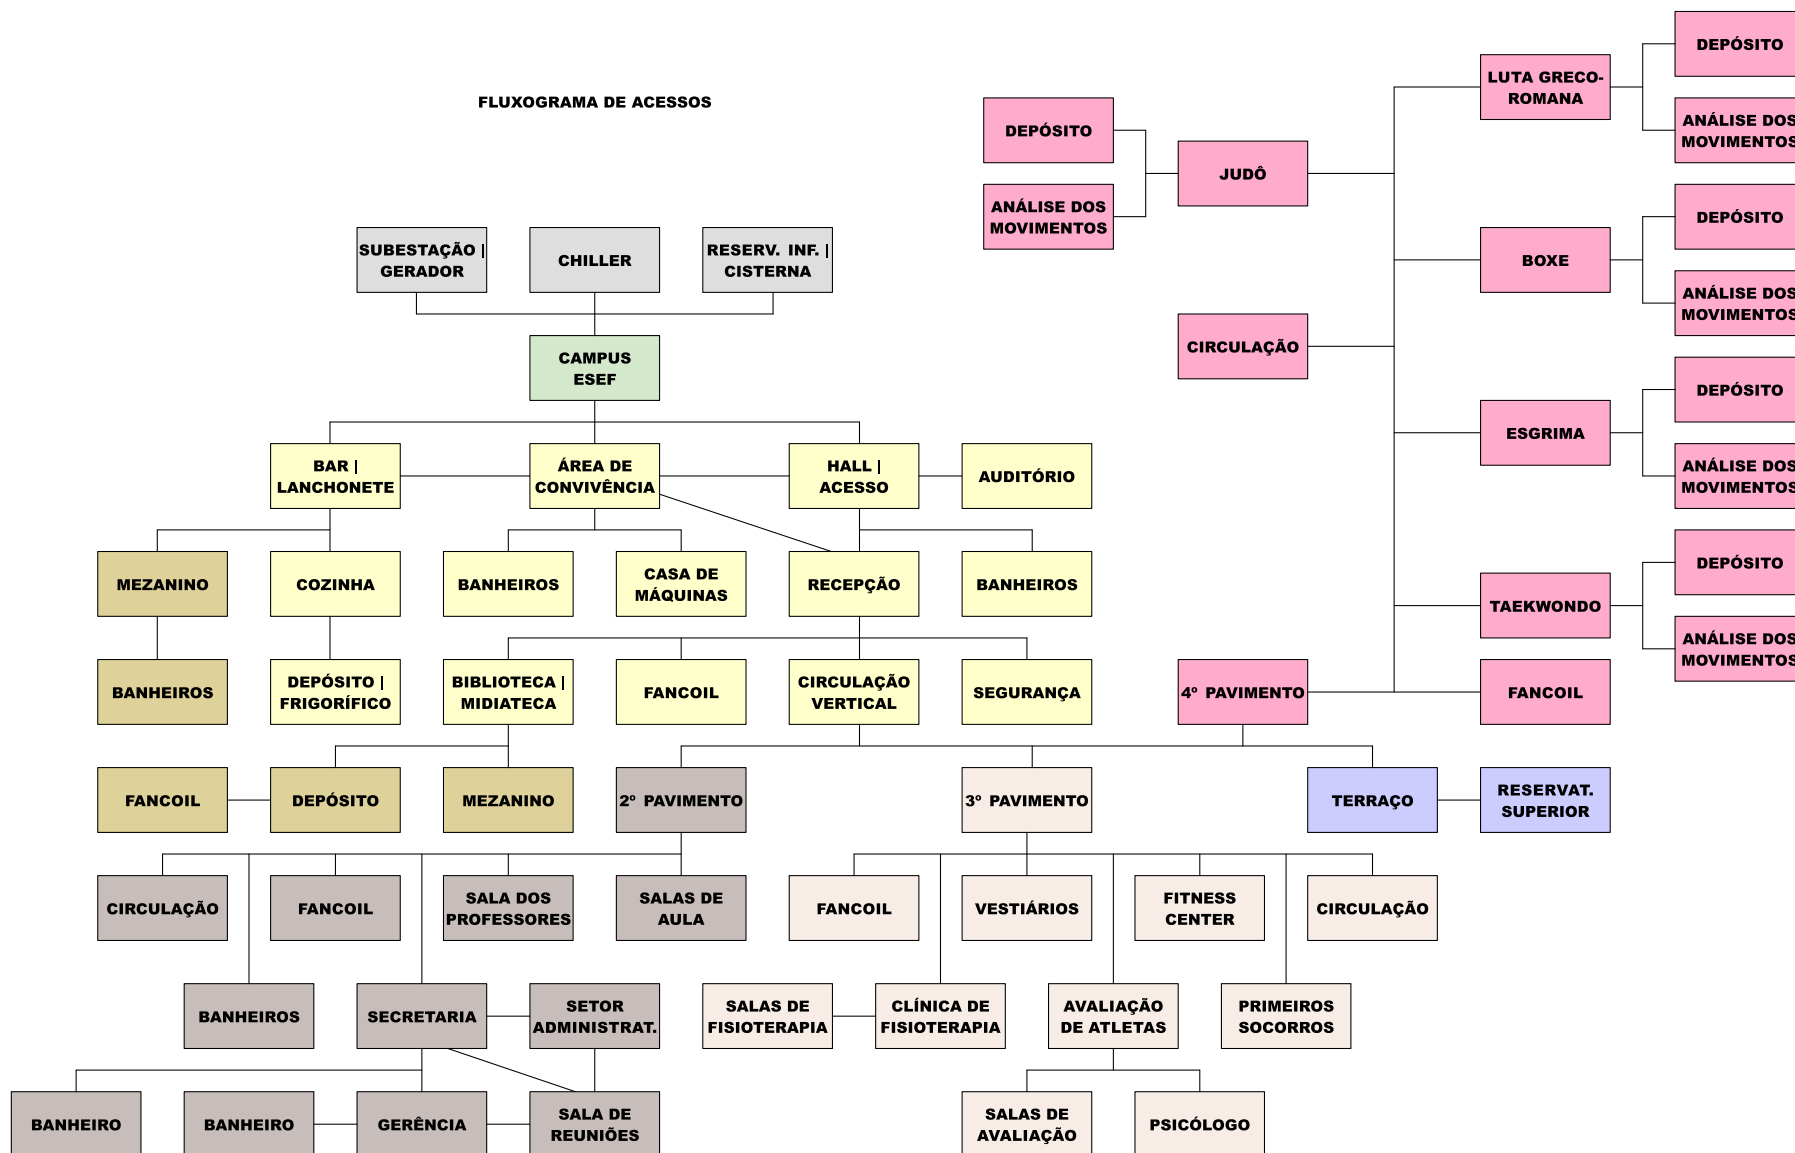 FLUXOGRAMA DE ACESSOS
DEPÓSITO
ANÁLISE DOS
MOVIMENTOS
JUDÔ
CIRCULAÇÃO
LUTA GRECO-
ROMANA
DEPÓSITO
ANÁLISE DOS
MOVIMENTOS
BOXE
DEPÓSITO
ANÁLISE DOS
MOVIMENTOS
ESGRIMA
DEPÓSITO
ANÁLISE DOS
MOVIMENTOS
TAEKWONDO
DEPÓSITO
ANÁLISE DOS
MOVIMENTOS
4º PAVIMENTO
FANCOIL
SUBESTAÇÃO |
GERADOR
CHILLER
RESERV. INF. |
CISTERNA
CAMPUS
ESEF
BAR |
LANCHONETE
ÁREA DE
CONVIVÊNCIA
HALL |
ACESSO
AUDITÓRIO
MEZANINO
COZINHA
BANHEIROS
CASA DE
MÁQUINAS
RECEPÇÃO
BANHEIROS
BANHEIROS
DEPÓSITO |
FRIGORÍFICO
BIBLIOTECA |
MIDIATECA
FANCOIL
CIRCULAÇÃO
VERTICAL
SEGURANÇA
FANCOIL
DEPÓSITO
MEZANINO
2º PAVIMENTO
3º PAVIMENTO
TERRAÇO
RESERVAT.
SUPERIOR
CIRCULAÇÃO
FANCOIL
SALA DOS
PROFESSORES
SALAS DE
AULA
FANCOIL
VESTIÁRIOS
FITNESS
CENTER
CIRCULAÇÃO
BANHEIROS
SECRETARIA
SETOR
ADMINISTRAT.
SALAS DE
FISIOTERAPIA
CLÍNICA DE
FISIOTERAPIA
AVALIAÇÃO
DE ATLETAS
PRIMEIROS
SOCORROS
BANHEIRO
BANHEIRO
GERÊNCIA
SALA DE
REUNIÕES
SALAS DE
AVALIAÇÃO
PSICÓLOGO